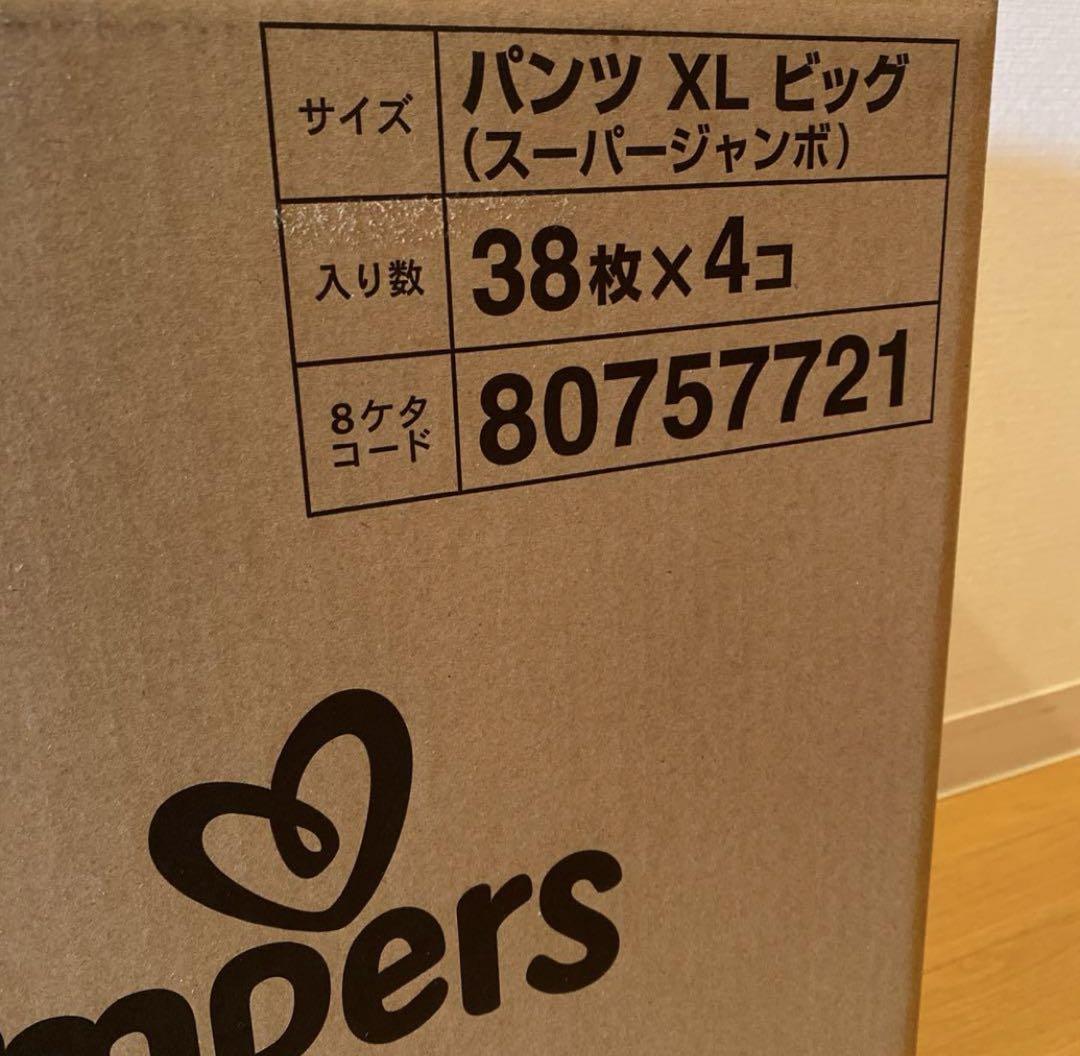 サイズ
パンツ XL ビッグ
(スーパージャンボ)
入り数
38枚×4コ
8ケタ
コード
80757721
mpers